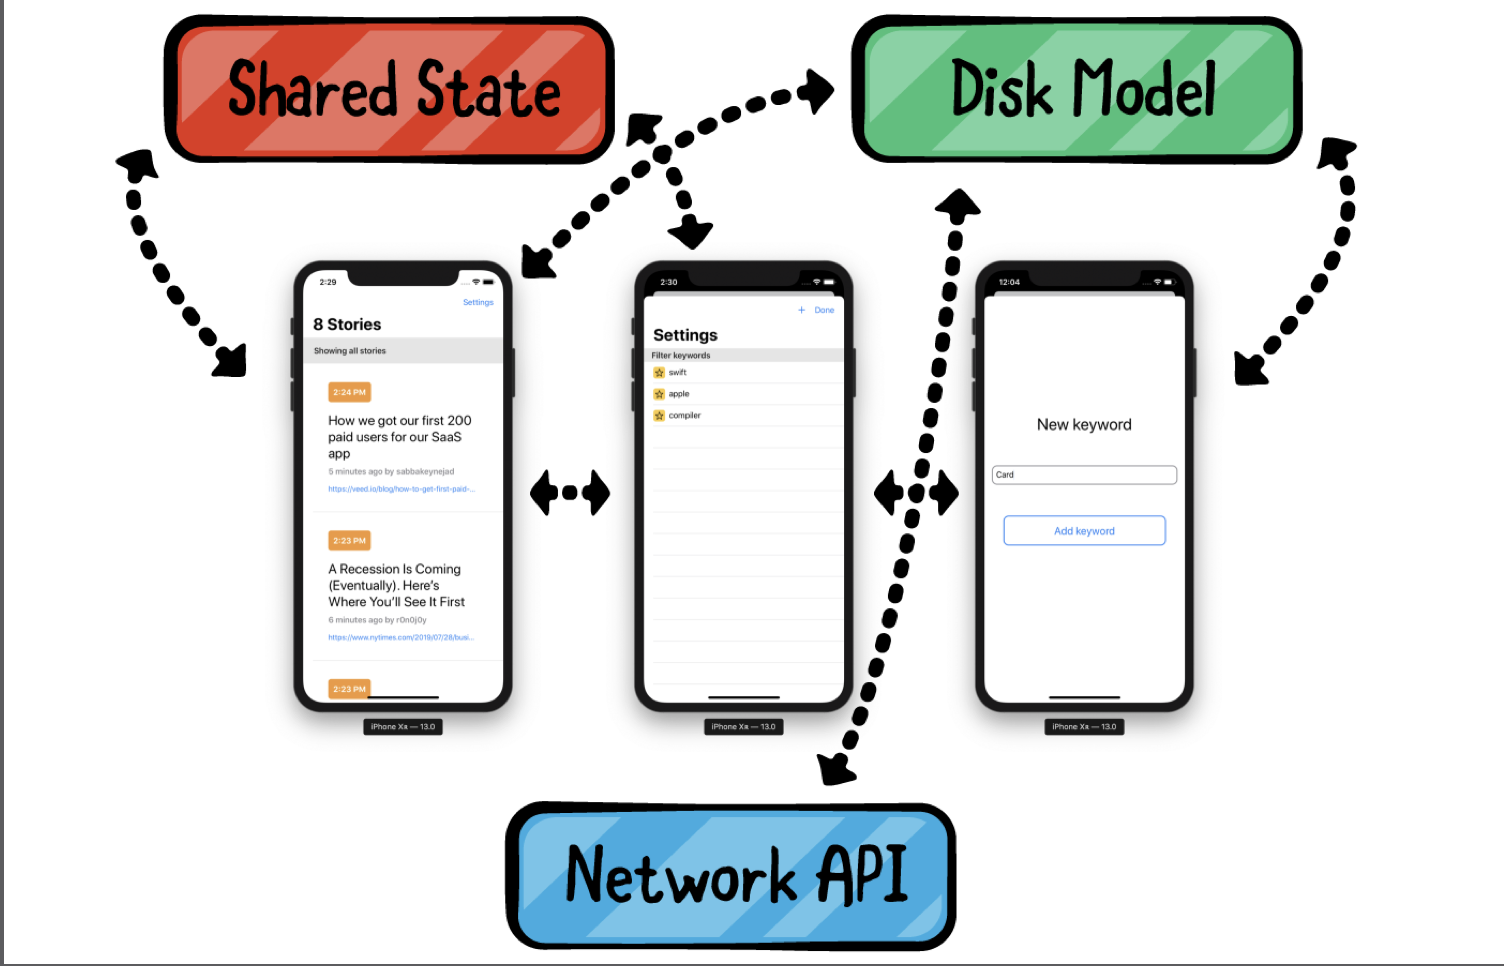 Shared State
Disk Model
2:29
Settings
8 Stories
Showing all stories
2:24 PM
How we got our first 200
paid users for our SaaS
app
5 minutes ago by sabbakeynejad
https://veed.io/blog/how-to-get-first-paid-...
2:23 PM
A Recession Is Coming
(Eventually). Here's
Where You'll See It First
6 minutes ago by r0n0j0y
https://www.nytimes.com/2019/07/28/busi...
2:23 PM
iPhone Xʀ — 13.0
2:30
+ Done
Settings
Filter keywords
swift
apple
compiler
iPhone Xʀ — 13.0
12:04
New keyword
Card
Add keyword
iPhone Xʀ — 13.0
Network API